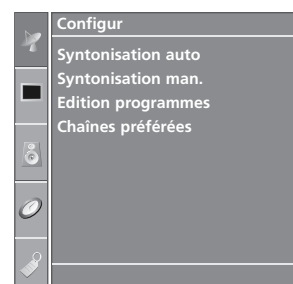 Configur
Syntonisation auto
Syntonisation man.
Edition programmes
Chaînes préférées